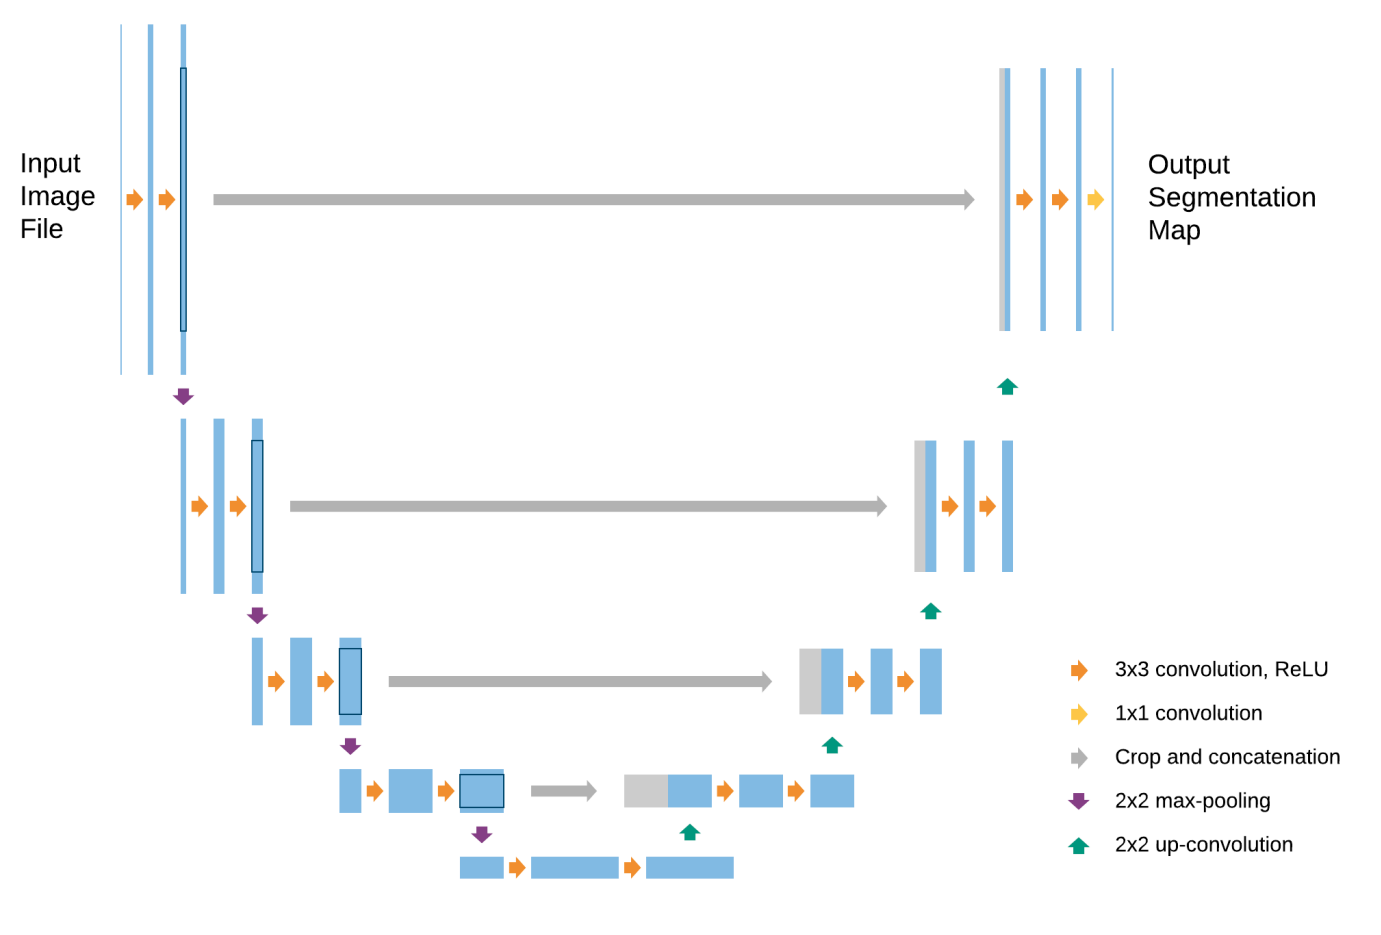 Input
Image
File
Output
Segmentation
Map
3x3 convolution, ReLU
1x1 convolution
Crop and concatenation
2x2 max-pooling
2x2 up-convolution